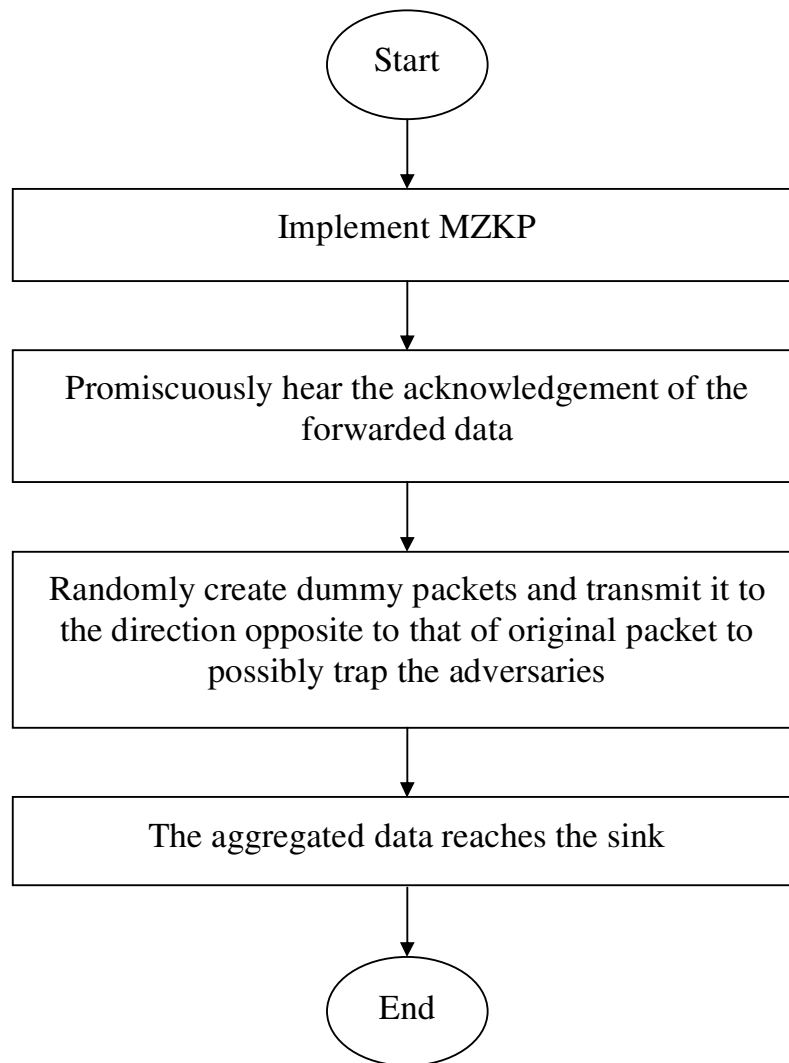 Start
Implement MZKP
Promiscuously hear the acknowledgement of the
forwarded data
Randomly create dummy packets and transmit it to
the direction opposite to that of original packet to
possibly trap the adversaries
The aggregated data reaches the sink
End